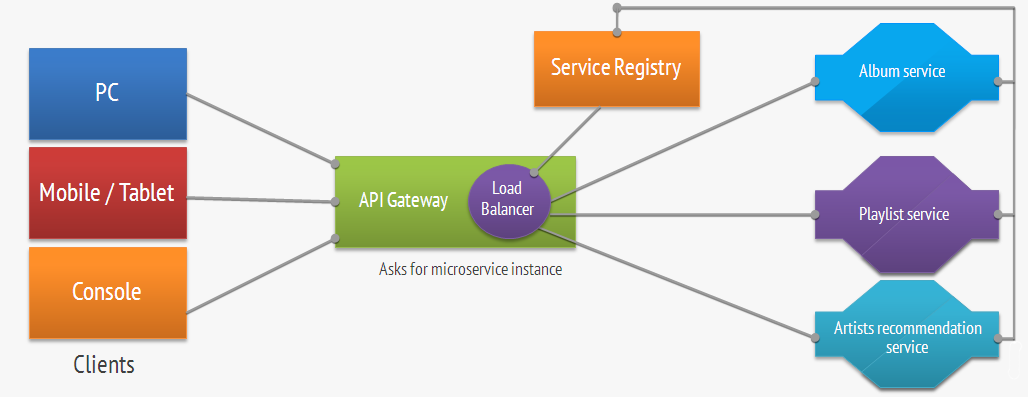 PC
Mobile / Tablet
Console
Clients
API Gateway
Load
Balancer
Asks for microservice instance
Service Registry
Album service
Playlist service
Artists recommendation
service